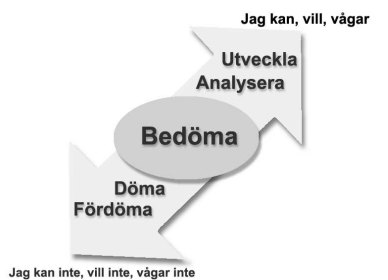 Jag kan, vill, vågar
Utveckla
Analysera
Bedöma
Döma
Fördöma
Jag kan inte, vill inte, vågar inte